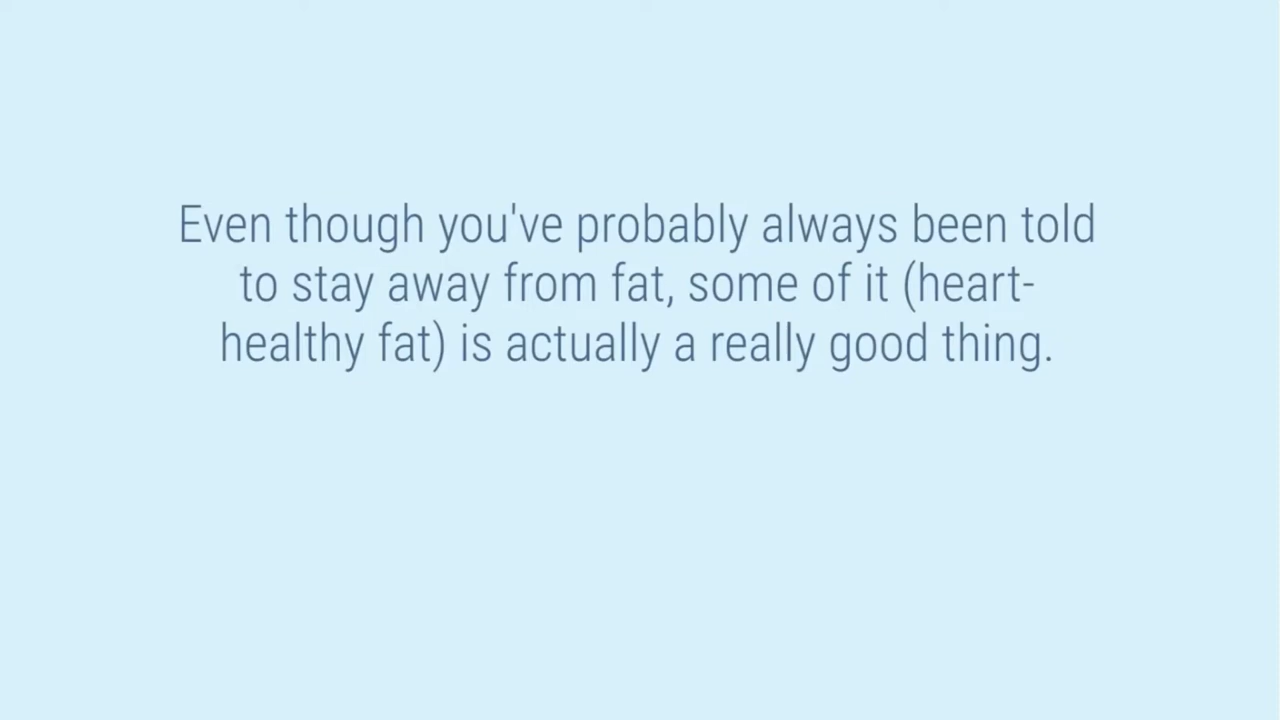 Even though you've probably always been told
to stay away from fat, some of it (heart-
healthy fat) is actually a really good thing.